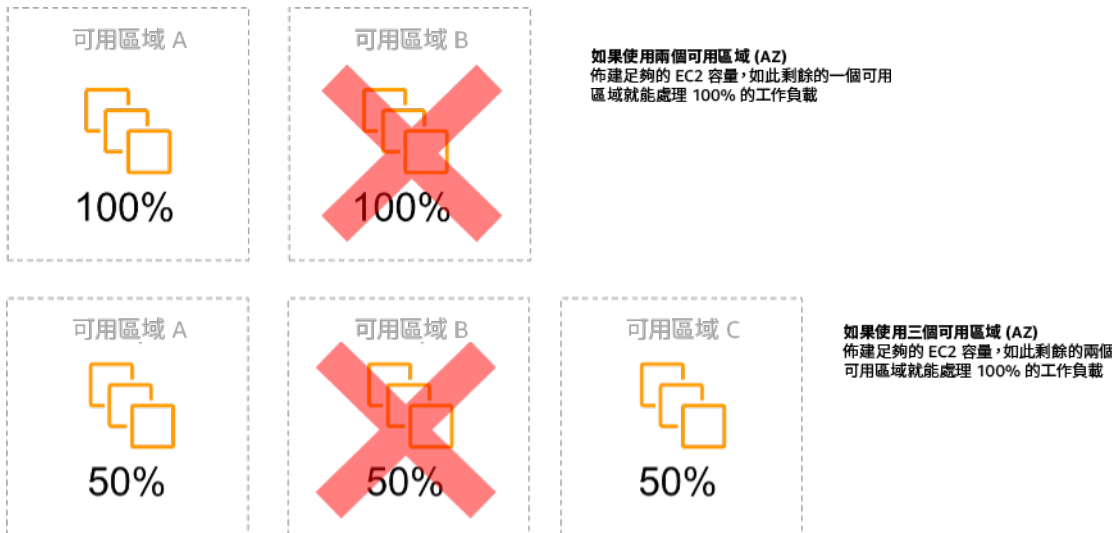 可用區域 A
可用區域 B
如果使用兩個可用區域 (AZ)
佈建足夠的 EC2 容量，如此剩餘的一個可用
區域就能處理 100% 的工作負載
100%
100%
可用區域 A
可用區域 B
可用區域 C
如果使用三個可用區域 (AZ)
佈建足夠的 EC2 容量，如此剩餘的兩個
可用區域就能處理 100% 的工作負載
50%
50%
50%